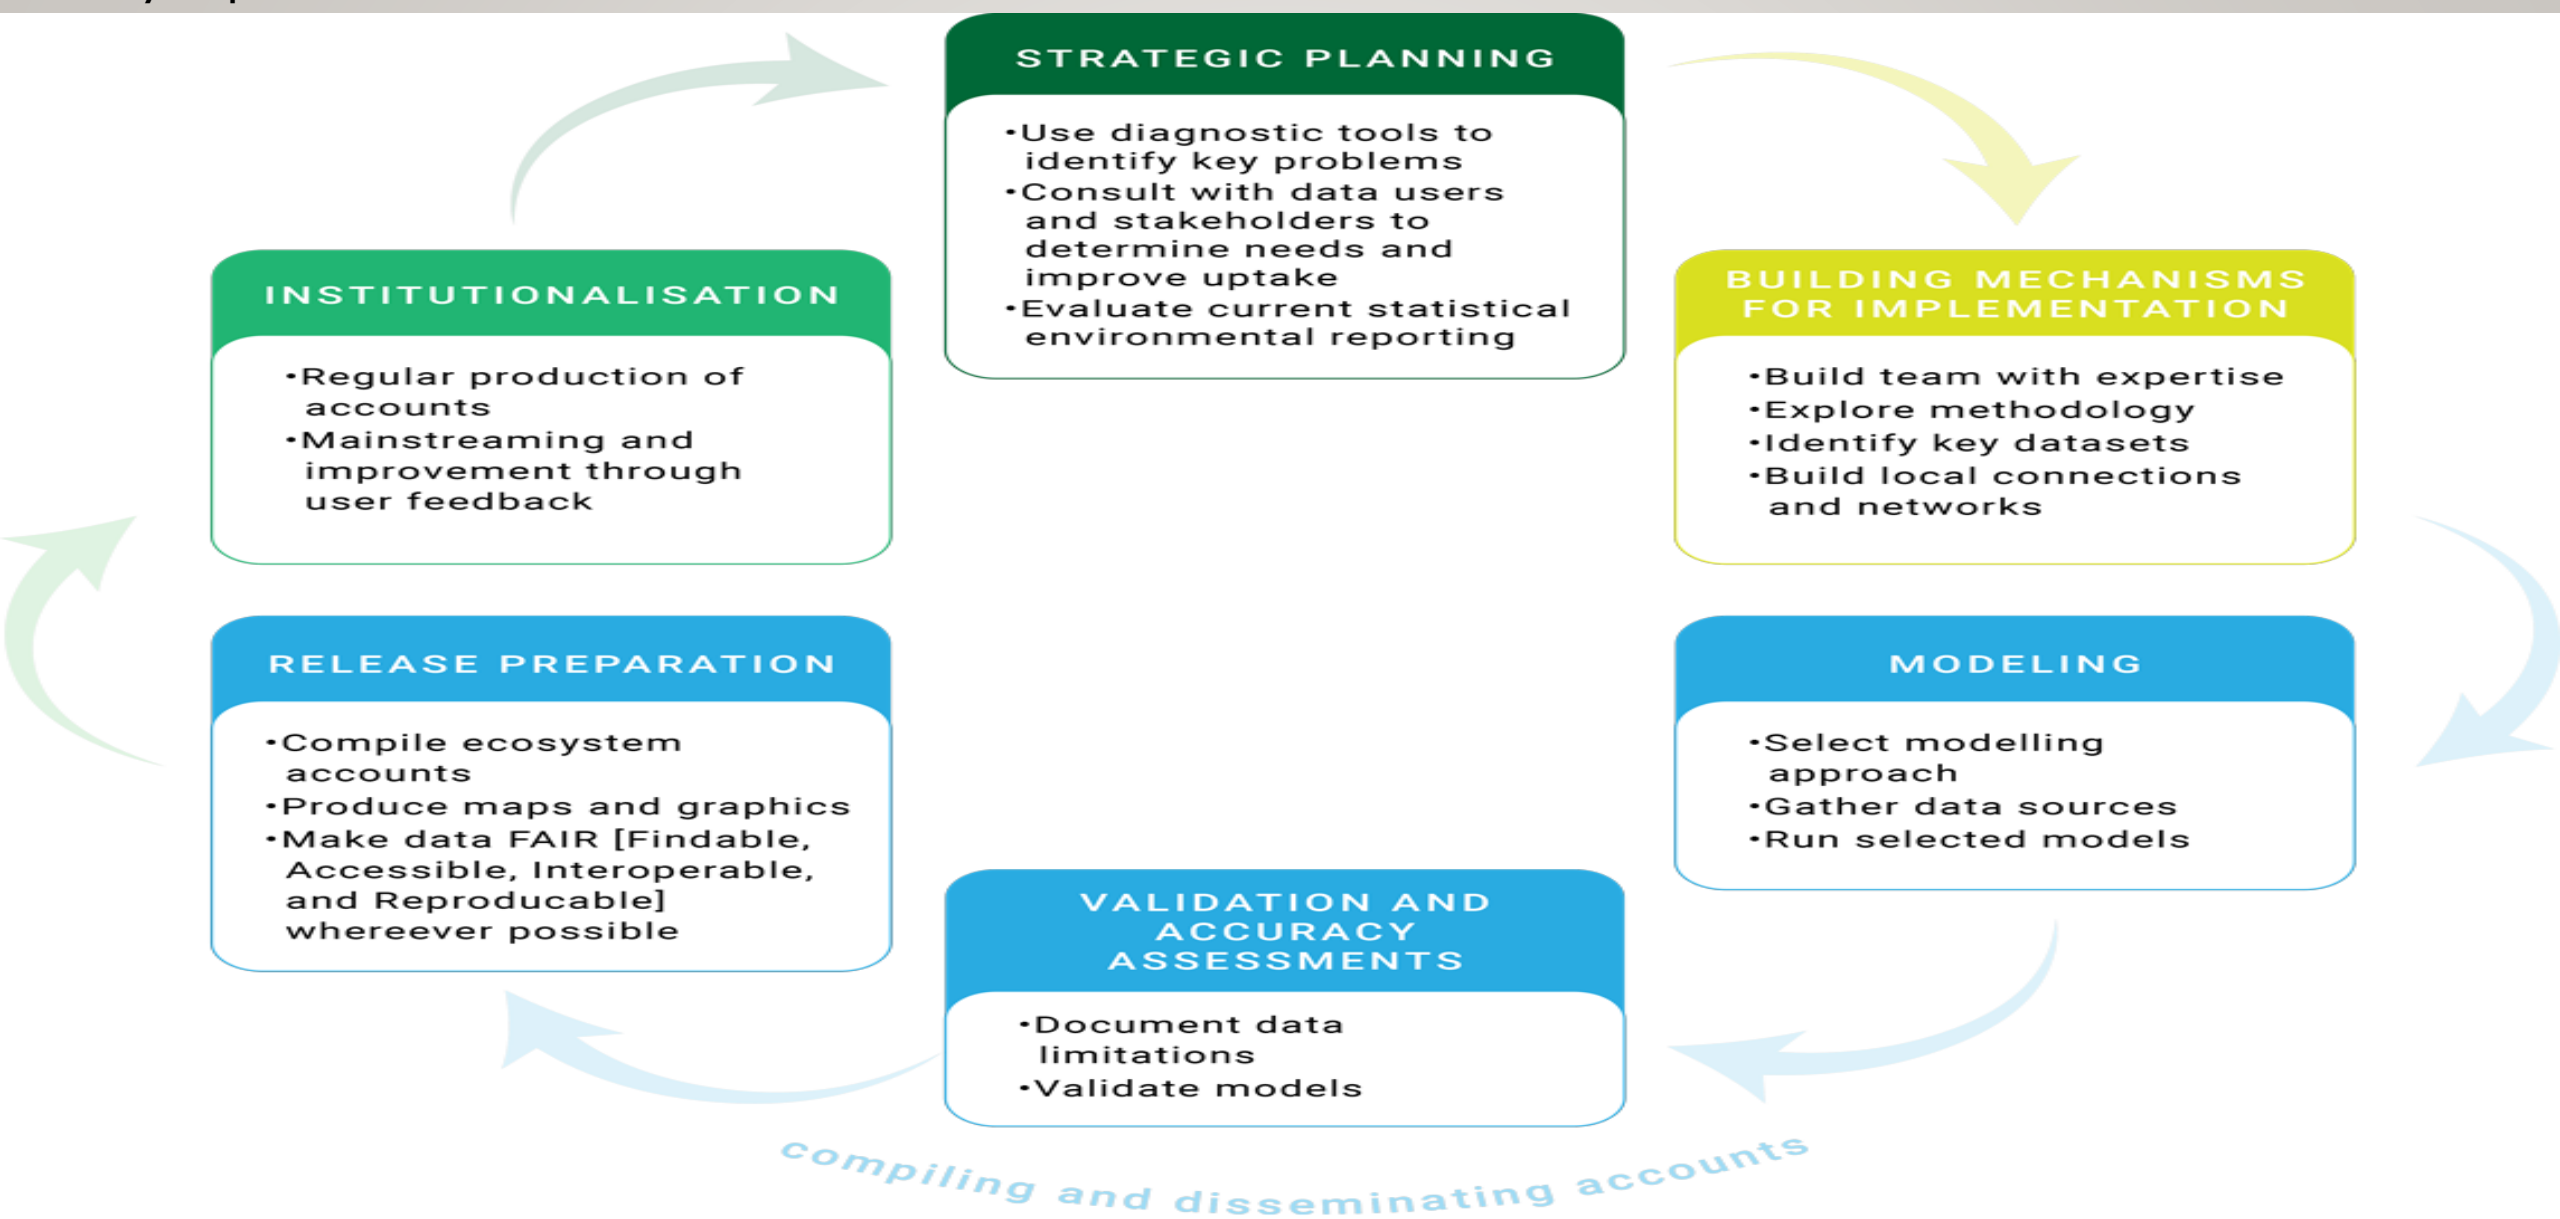 STRATEGIC PLANNING
•Use diagnostic tools to
identify key problems
•Consult with data users
and stakeholders to
determine needs and
improve uptake
•Evaluate current statistical
environmental reporting
BUILDING MECHANISMS
FOR IMPLEMENTATION
•Build team with expertise
•Explore methodology
•Identify key datasets
•Build local connections
and networks
MODELING
•Select modelling
approach
•Gather data sources
•Run selected models
VALIDATION AND
ACCURACY
ASSESSMENTS
•Document data
limitations
•Validate models
RELEASE PREPARATION
•Compile ecosystem
accounts
•Produce maps and graphics
•Make data FAIR [Findable,
Accessible, Interoperable,
and Reproducable]
whereever possible
INSTITUTIONALISATION
•Regular production of
accounts
•Mainstreaming and
improvement through
user feedback
compiling and disseminating accounts